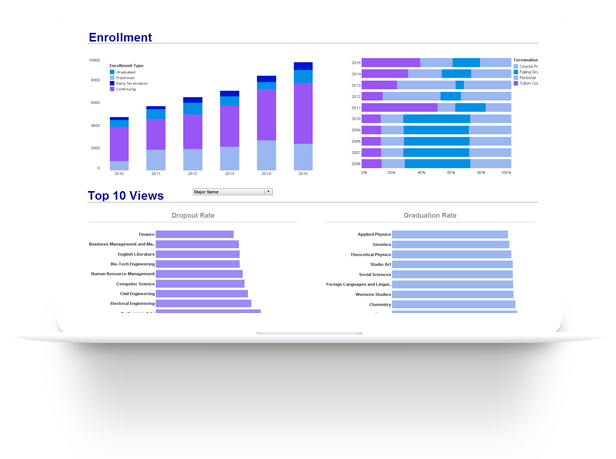 Enrollment
Enrollment Type
Graduated
Freshmen
Early Termination
Continuing
10000
10000
8000
6000
4000
2000
0
2010 2011 2012 2013 2014 2015
Termination
Course Pr
Failing Gr
Personal
Tution Co
2015
2014
2013
2012
2011
2010
2009
2008
2007
2006
0% 20% 40% 60% 80% 100%
Top 10 Views
Major Name
Dropout Rate
Finance
Business Management and Ma..
English Literature
Bio-Tech Engineering
Human Resource Management
Computer Science
Civil Engineering
Electrical Engineering
Graduation Rate
Applied Physics
Genetics
Theoretical Physics
Studio Art
Social Sciences
Foreign Languages and Lingui..
Womens Studies
Chemistry